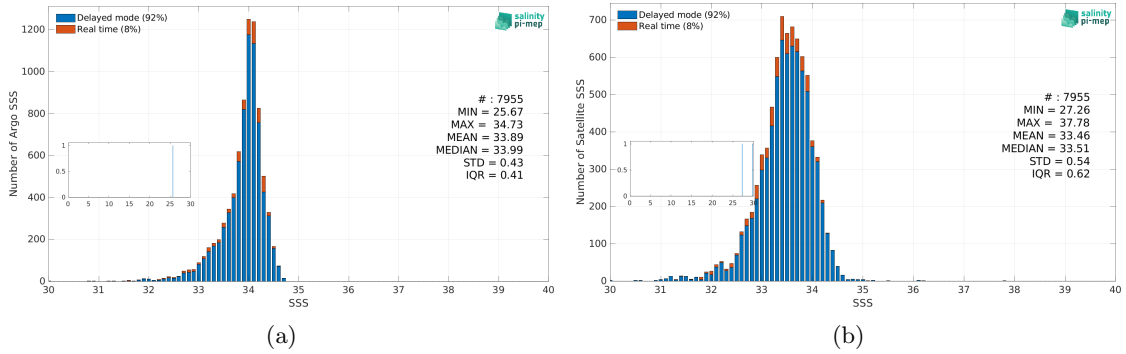 Delayed mode (92%)
Real time (8%)
salinity
pi-mep
Number of Argo SSS
1200
1000
800
600
400
200
0
# : 7955
MIN = 25.67
MAX = 34.73
MEAN = 33.89
MEDIAN = 33.99
STD = 0.43
IQR = 0.41
1
0.5
0
0 5 10 15 20 25 30
30 31 32 33 34 35 36 37 38 39 40
SSS
(a)
Delayed mode (92%)
Real time (8%)
salinity
pi-mep
Number of Satellite SSS
700
600
500
400
300
200
100
0
# : 7955
MIN = 27.26
MAX = 37.78
MEAN = 33.46
MEDIAN = 33.51
STD = 0.54
IQR = 0.62
1
0.5
0
0 5 10 15 20 25 30
30 31 32 33 34 35 36 37 38 39 40
SSS
(b)